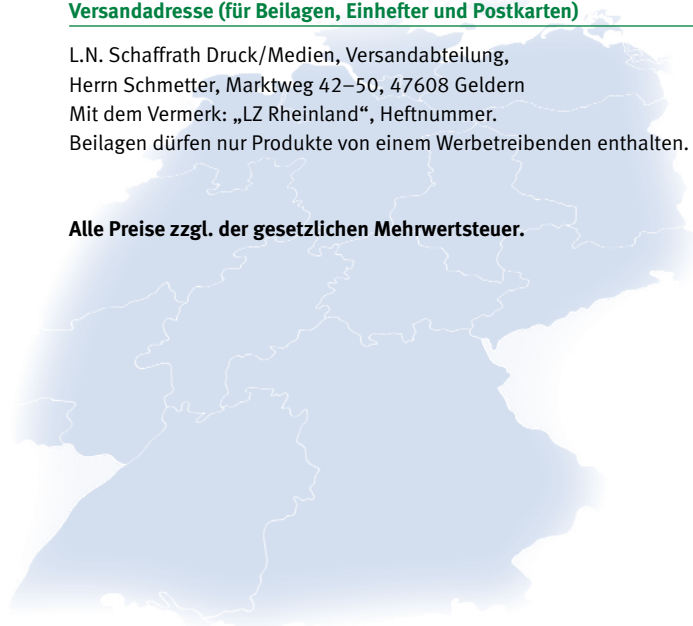 Versandadresse (für Beilagen, Einhefter und Postkarten)
L.N. Schaffrath Druck/Medien, Versandabteilung,
Herrn Schmetter, Marktweg 42–50, 47608 Geldern
Mit dem Vermerk: „LZ Rheinland“, Heftnummer.
Beilagen dürfen nur Produkte von einem Werbetreibenden enthalten.
Alle Preise zzgl. der gesetzlichen Mehrwertsteuer.